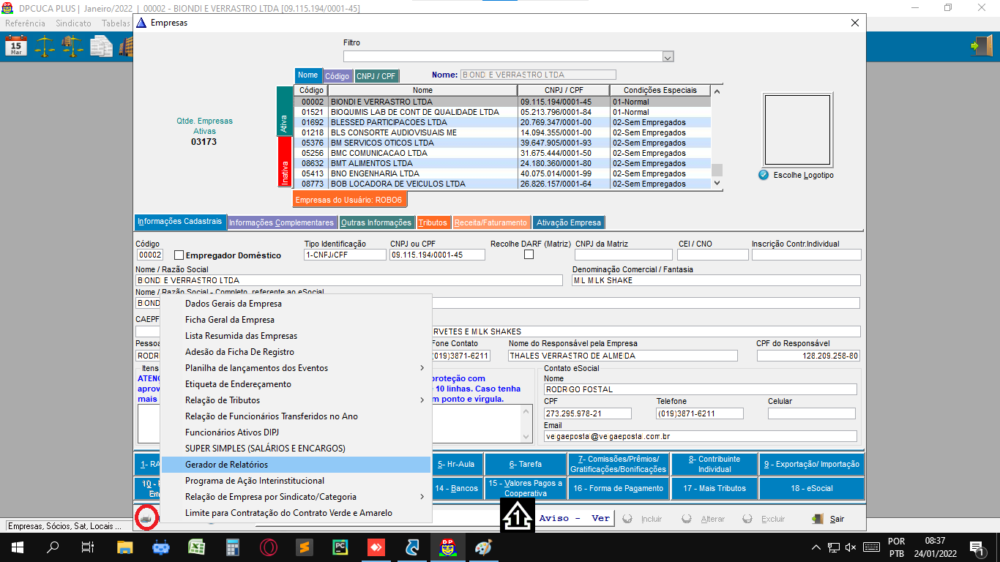 DPCUCA PLUS | Janeiro/2022 | 00002 - BIONDI E VERRASTRO LTDA [09.115.194/0001-45]
Referência Sindicato Tabelas
15
Mar
Empresas
Filtro
Nome Código CNPJ / CPF
Nome: BIONDI E VERRASTRO LTDA
Código Nome CNPJ / CPF Condições Especiais
00002 BIONDI E VERRASTRO LTDA 09.115.194/0001-45 01-Normal
01521 BIOQUIMIS LAB DE CONT DE QUALIDADE LTDA 05.213.796/0001-84 01-Normal
01692 BLESSED PARTICIPACOES LTDA 20.769.347/0001-00 02-Sem Empregados
01218 BLS CONSORTE AUDIOVISUAIS ME 14.094.355/0001-00 02-Sem Empregados
05376 BM SERVICOS OTICOS LTDA 39.647.905/0001-93 02-Sem Empregados
05256 BMC COMUNICACAO LTDA 31.675.444/0001-50 02-Sem Empregados
08632 BMT ALIMENTOS LTDA 24.180.360/0001-80 02-Sem Empregados
05413 BNO ENGENHARIA LTDA 40.075.014/0001-99 02-Sem Empregados
08773 BOB LOCADORA DE VEICULOS LTDA 26.826.157/0001-64 02-Sem Empregados
Ativa
Inativa
Qtde. Empresas
Ativas
03173
Escolhe Logotipo
Empresas do Usuário: ROBO6
Informações Cadastrais Informações Complementares Outras Informações Tributos Receita/Faturamento Ativação Empresa
Código Tipo Identificação CNPJ ou CPF Recolhe DARF (Matriz) CNPJ da Matriz CEI / CNO Inscrição Contr.Individual
00002 Empregador Doméstico 1-CNPJ/CPF 09.115.194/0001-45
Nome / Razão Social Denominação Comercial / Fantasia
BIONDI E VERRASTRO LTDA MIL MILK SHAKE
Nome / Razão Social - Completo, referente ao eSocial
BIOND
CAEPF
RVETES E MILK SHAKES
Pessoa Fone Contato Nome do Responsável pela Empresa CPF do Responsável
RODRI (019)3871-6211 THALES VERRASTRO DE ALMEIDA 128.209.258-80
Itens
ATENÇ proteção com
aprov e 10 linhas. Caso tenha
mais m ponto e vírgula.
Contato eSocial
Nome
RODRIGO POSTAL
CPF Telefone Celular
273.295.978-21 (019)3871-6211
Email
veigaepostal@veigaepostal.com.br
Dados Gerais da Empresa
Ficha Geral da Empresa
Lista Resumida das Empresas
Adesão da Ficha De Registro
Planilha de lançamentos dos Eventos
Etiqueta de Endereçamento
Relação de Tributos
Relação de Funcionários Transferidos no Ano
Funcionários Ativos DIPJ
SUPER SIMPLES (SALÁRIOS E ENCARGOS)
Gerador de Relatórios
Programa de Ação Interinstitucional
Relação de Empresa por Sindicato/Categoria
Limite para Contratação do Contrato Verde e Amarelo
1- RA 5- Hr-Aula 6- Tarefa 7- Comissões/Prêmios/
Gratificações/Bonificações 8- Contribuinte
Individual 9 - Exportação/ Importação
10 - 14 - Bancos 15 - Valores Pagos a
Cooperativa 16 - Forma de Pagamento 17 - Mais Tributos 18 - eSocial
1 Aviso - Ver Incluir Alterar Excluir Sair
Empresas, Sócios, Sat, Locais ...
PC
DP
POR
PTB
08:37
24/01/2022
1